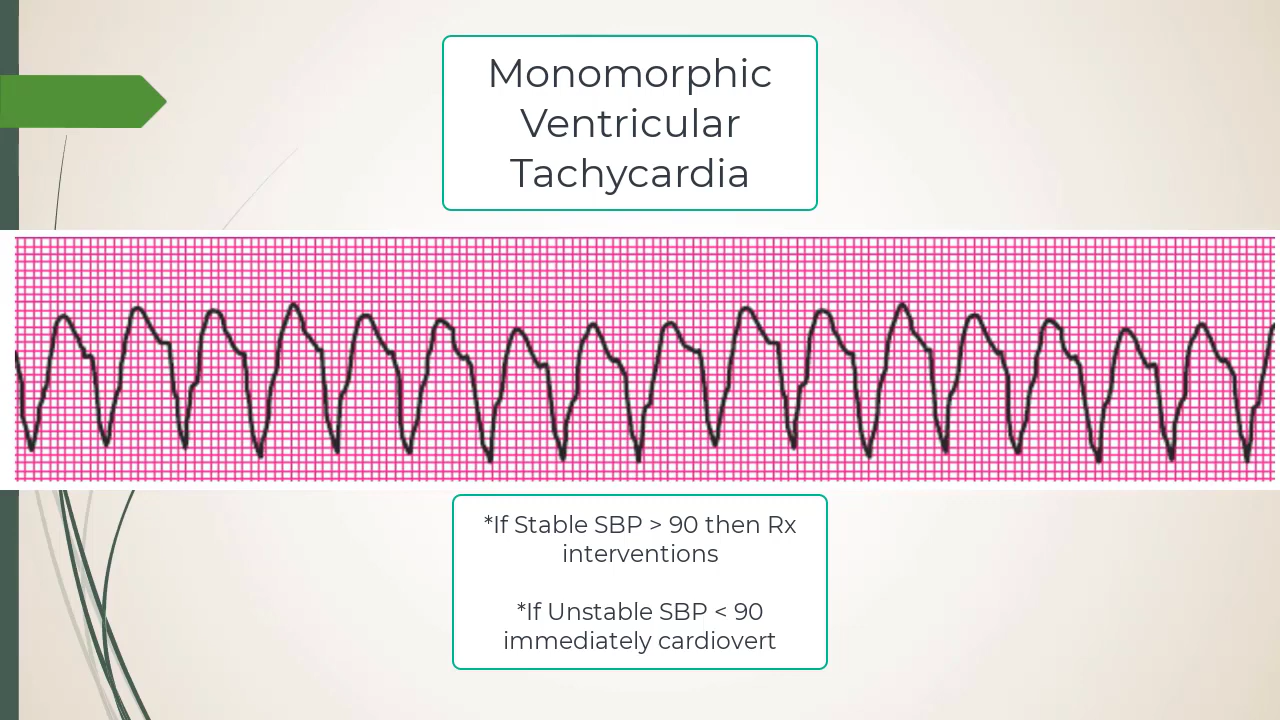 Monomorphic
Ventricular
Tachycardia
*If Stable SBP > 90 then Rx
interventions
*If Unstable SBP < 90
immediately cardiovert